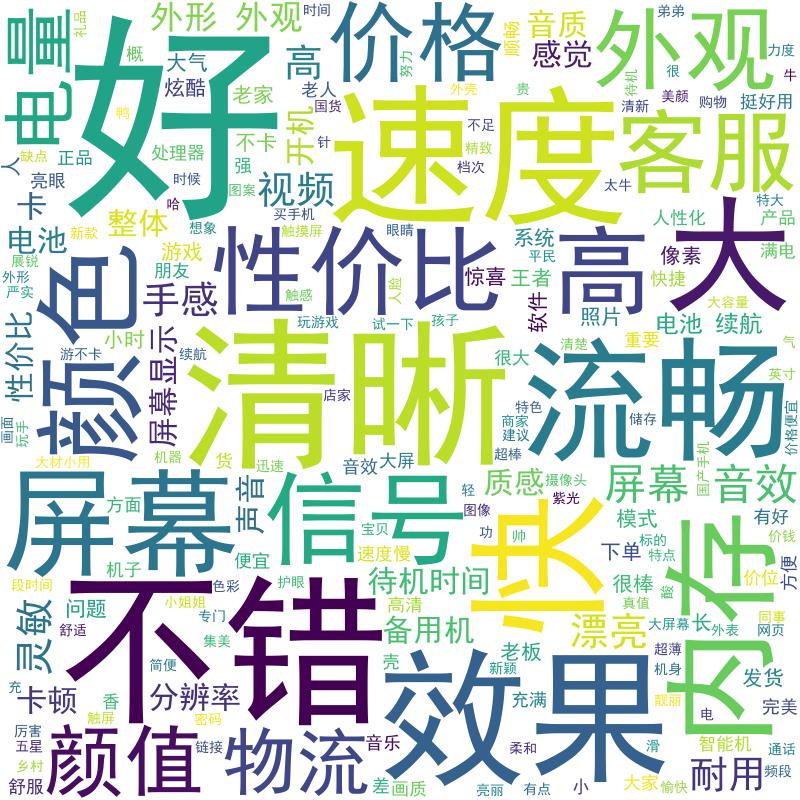 电量
好
外形 外观
时间
价格
顺畅
音质
感觉
弟弟
外观
力度
很
牛
礼品
概
大气
炫酷
高
努力
待机
清新
美颜
购物
挺好用
鸭
老家
老人
国货
外壳
贵
人
缺点
正品
处理器
不卡
强
开机
针
速度
不足
精致
档次
太牛
客服
卡
亮眼
时候
图案
视频
哈
买手机
想象
触摸屏
眼睛
人性化
特大
产品
电池
新款
整体
游戏
朋友
展锐
外形
严实
颜色
手感
触感
性价比
人脸
惊喜
系统
平民
王者
软件
高
照片
像素
快捷
大
满电
大容量
性价比
小时
屏幕显示
游不卡
续航
玩游戏
试一下
孩子
很大
清楚
重要
电池 续航
气
英寸
价格便宜
画面
玩手
大材小用
机器
清晰
店家
特色
商家
建议
超棒
储存
流畅
国产手机
货
迅速
音效
大屏
质感
摄像头
屏幕
音效
屏幕
方面
声音
信号
轻
图像
紫光
功
快
帅
模式
标的
特点
有好
价钱
机子
便宜
宝贝
速度慢
下单
内存
价位
方便
段时间
色彩
护眼
待机时间
很棒
真值
酸
同事
灵敏
问题
舒适
小姐姐
专门
集美
不错
高清
备用机
漂亮
大屏幕
长
外表
网页
简便
壳
老板
新颖
超薄
机身
充
卡顿
香
分辨率
效果
充满
靓丽
发货
完美
厉害
五星
触屏
密码
颜值
链接
物流
音乐
柔和
滑
电
智能机
通话
乡村
舒服
差
画质
亮丽
有点
小
大家
愉快
耐用
频段